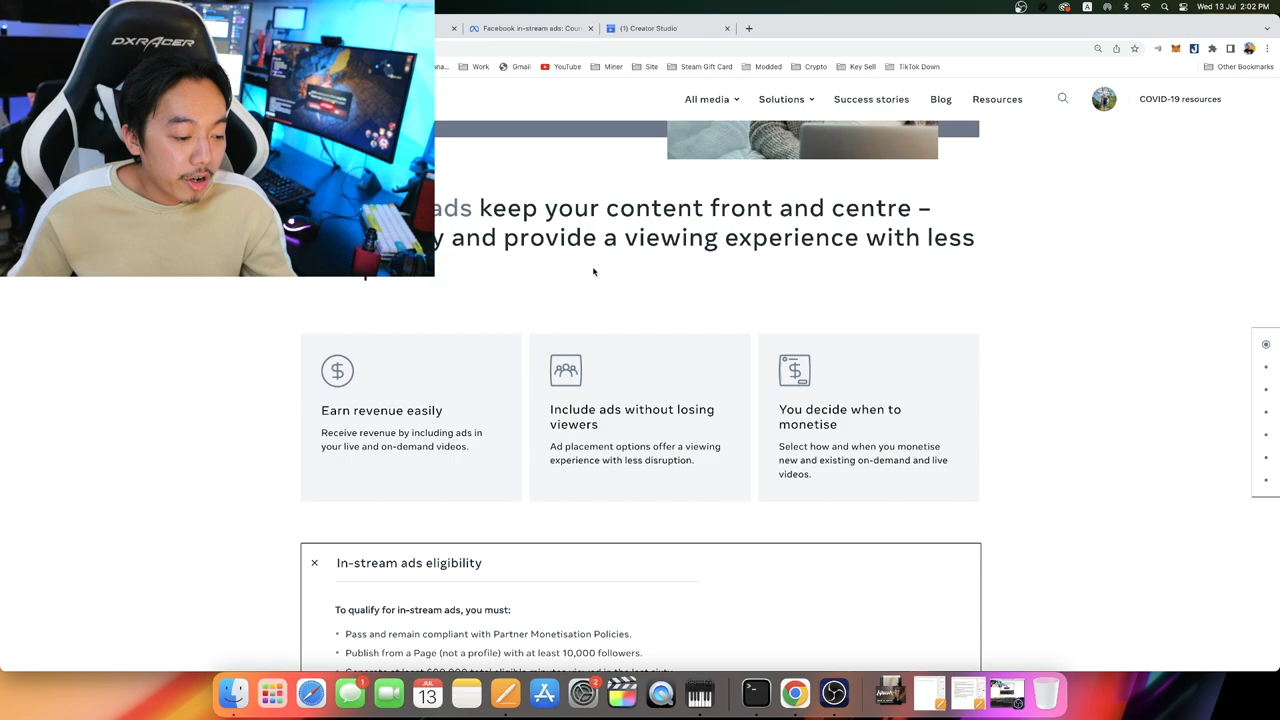 Wed 13 Jul 2:02 PM
Facebook in-stream ads: Cour
(1) Creator Studio
Work
Gmail
YouTube
Miner
Site
Steam Gift Card
Modded
Crypto
Key Sell
TikTok Down
Other Bookmarks
DXRACER
All media
Solutions
Success stories
Blog
Resources
COVID-19 resources
ads keep your content front and centre –
y and provide a viewing experience with less
Earn revenue easily
Receive revenue by including ads in
your live and on-demand videos.
Include ads without losing
viewers
Ad placement options offer a viewing
experience with less disruption.
You decide when to
monetise
Select how and when you monetise
new and existing on-demand and live
videos.
In-stream ads eligibility
To qualify for in-stream ads, you must:
• Pass and remain compliant with Partner Monetisation Policies.
• Publish from a Page (not a profile) with at least 10,000 followers.
JUL
13
1
2